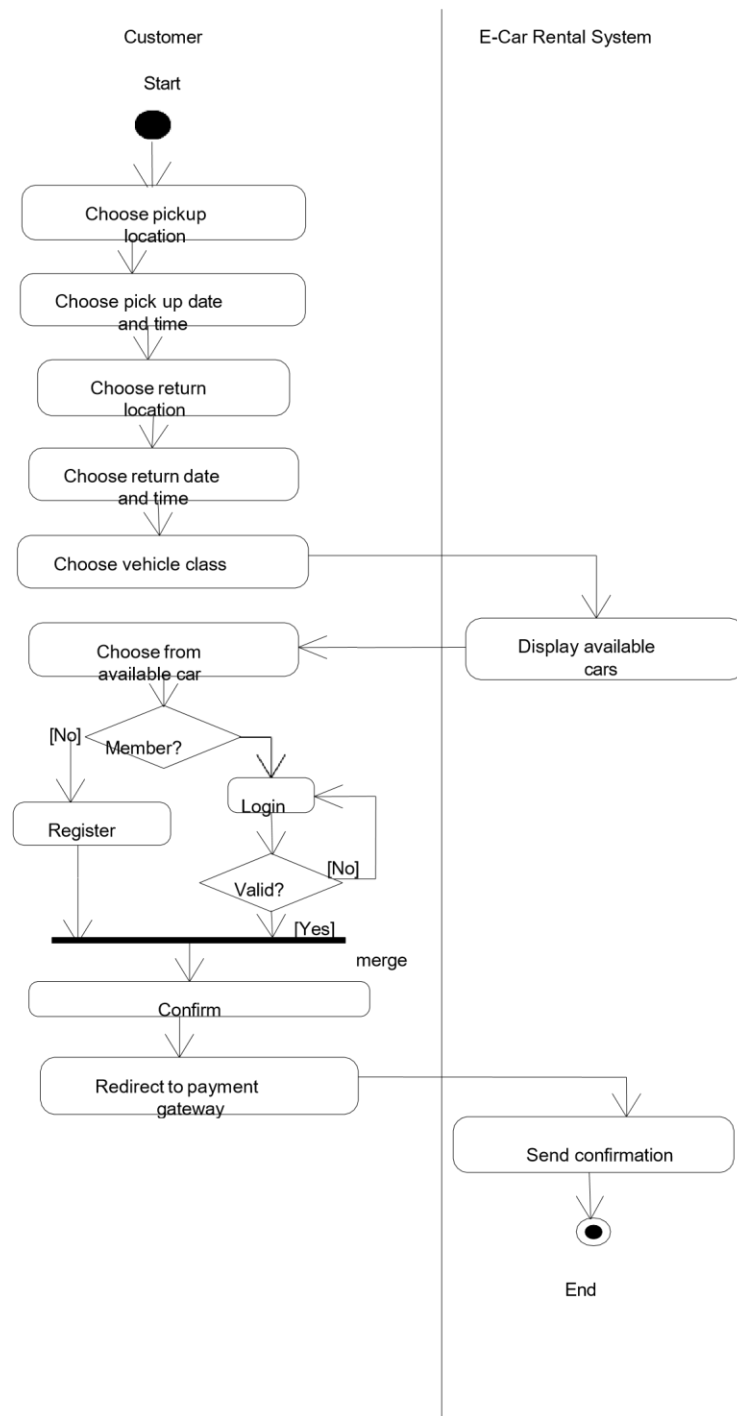 Customer
E-Car Rental System
Start
Choose pickup
location
Choose pick up date
and time
Choose return
location
Choose return date
and time
Choose vehicle class
Display available
cars
Choose from
available car
[No]
Member?
Login
Register
[No]
Valid?
[Yes]
merge
Confirm
Redirect to payment
gateway
Send confirmation
End